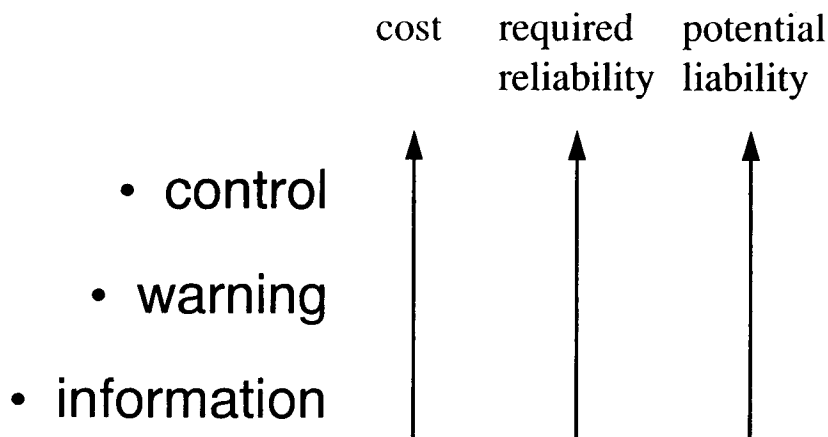 cost required potential
reliability liability
• control
• warning
• information